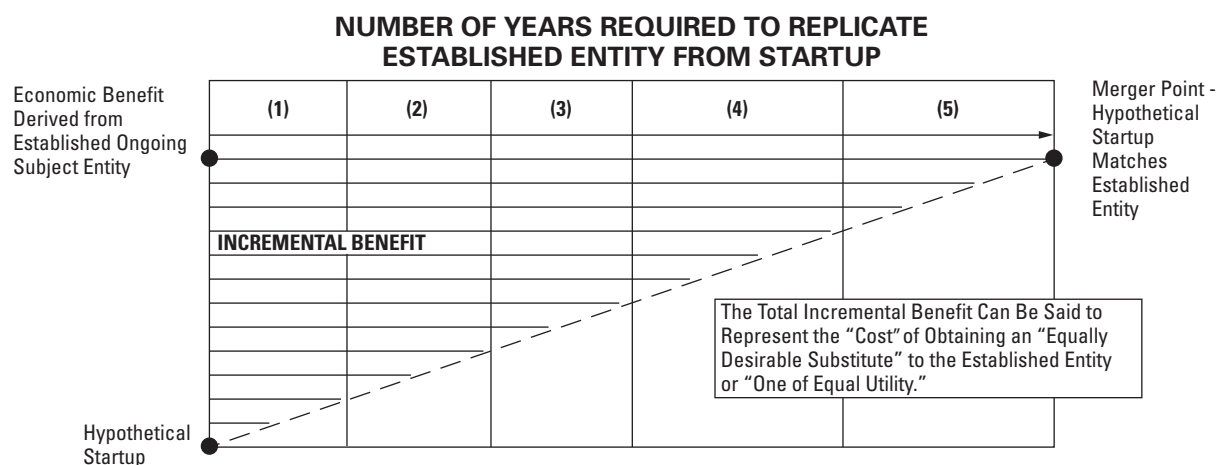 NUMBER OF YEARS REQUIRED TO REPLICATE
ESTABLISHED ENTITY FROM STARTUP
Economic Benefit
Derived from
Established Ongoing
Subject Entity
(1)
(2)
(3)
(4)
(5)
Merger Point -
Hypothetical
Startup
Matches
Established
Entity
INCREMENTAL BENEFIT
The Total Incremental Benefit Can Be Said to
Represent the “Cost” of Obtaining an “Equally
Desirable Substitute” to the Established Entity
or “One of Equal Utility.”
Hypothetical
Startup